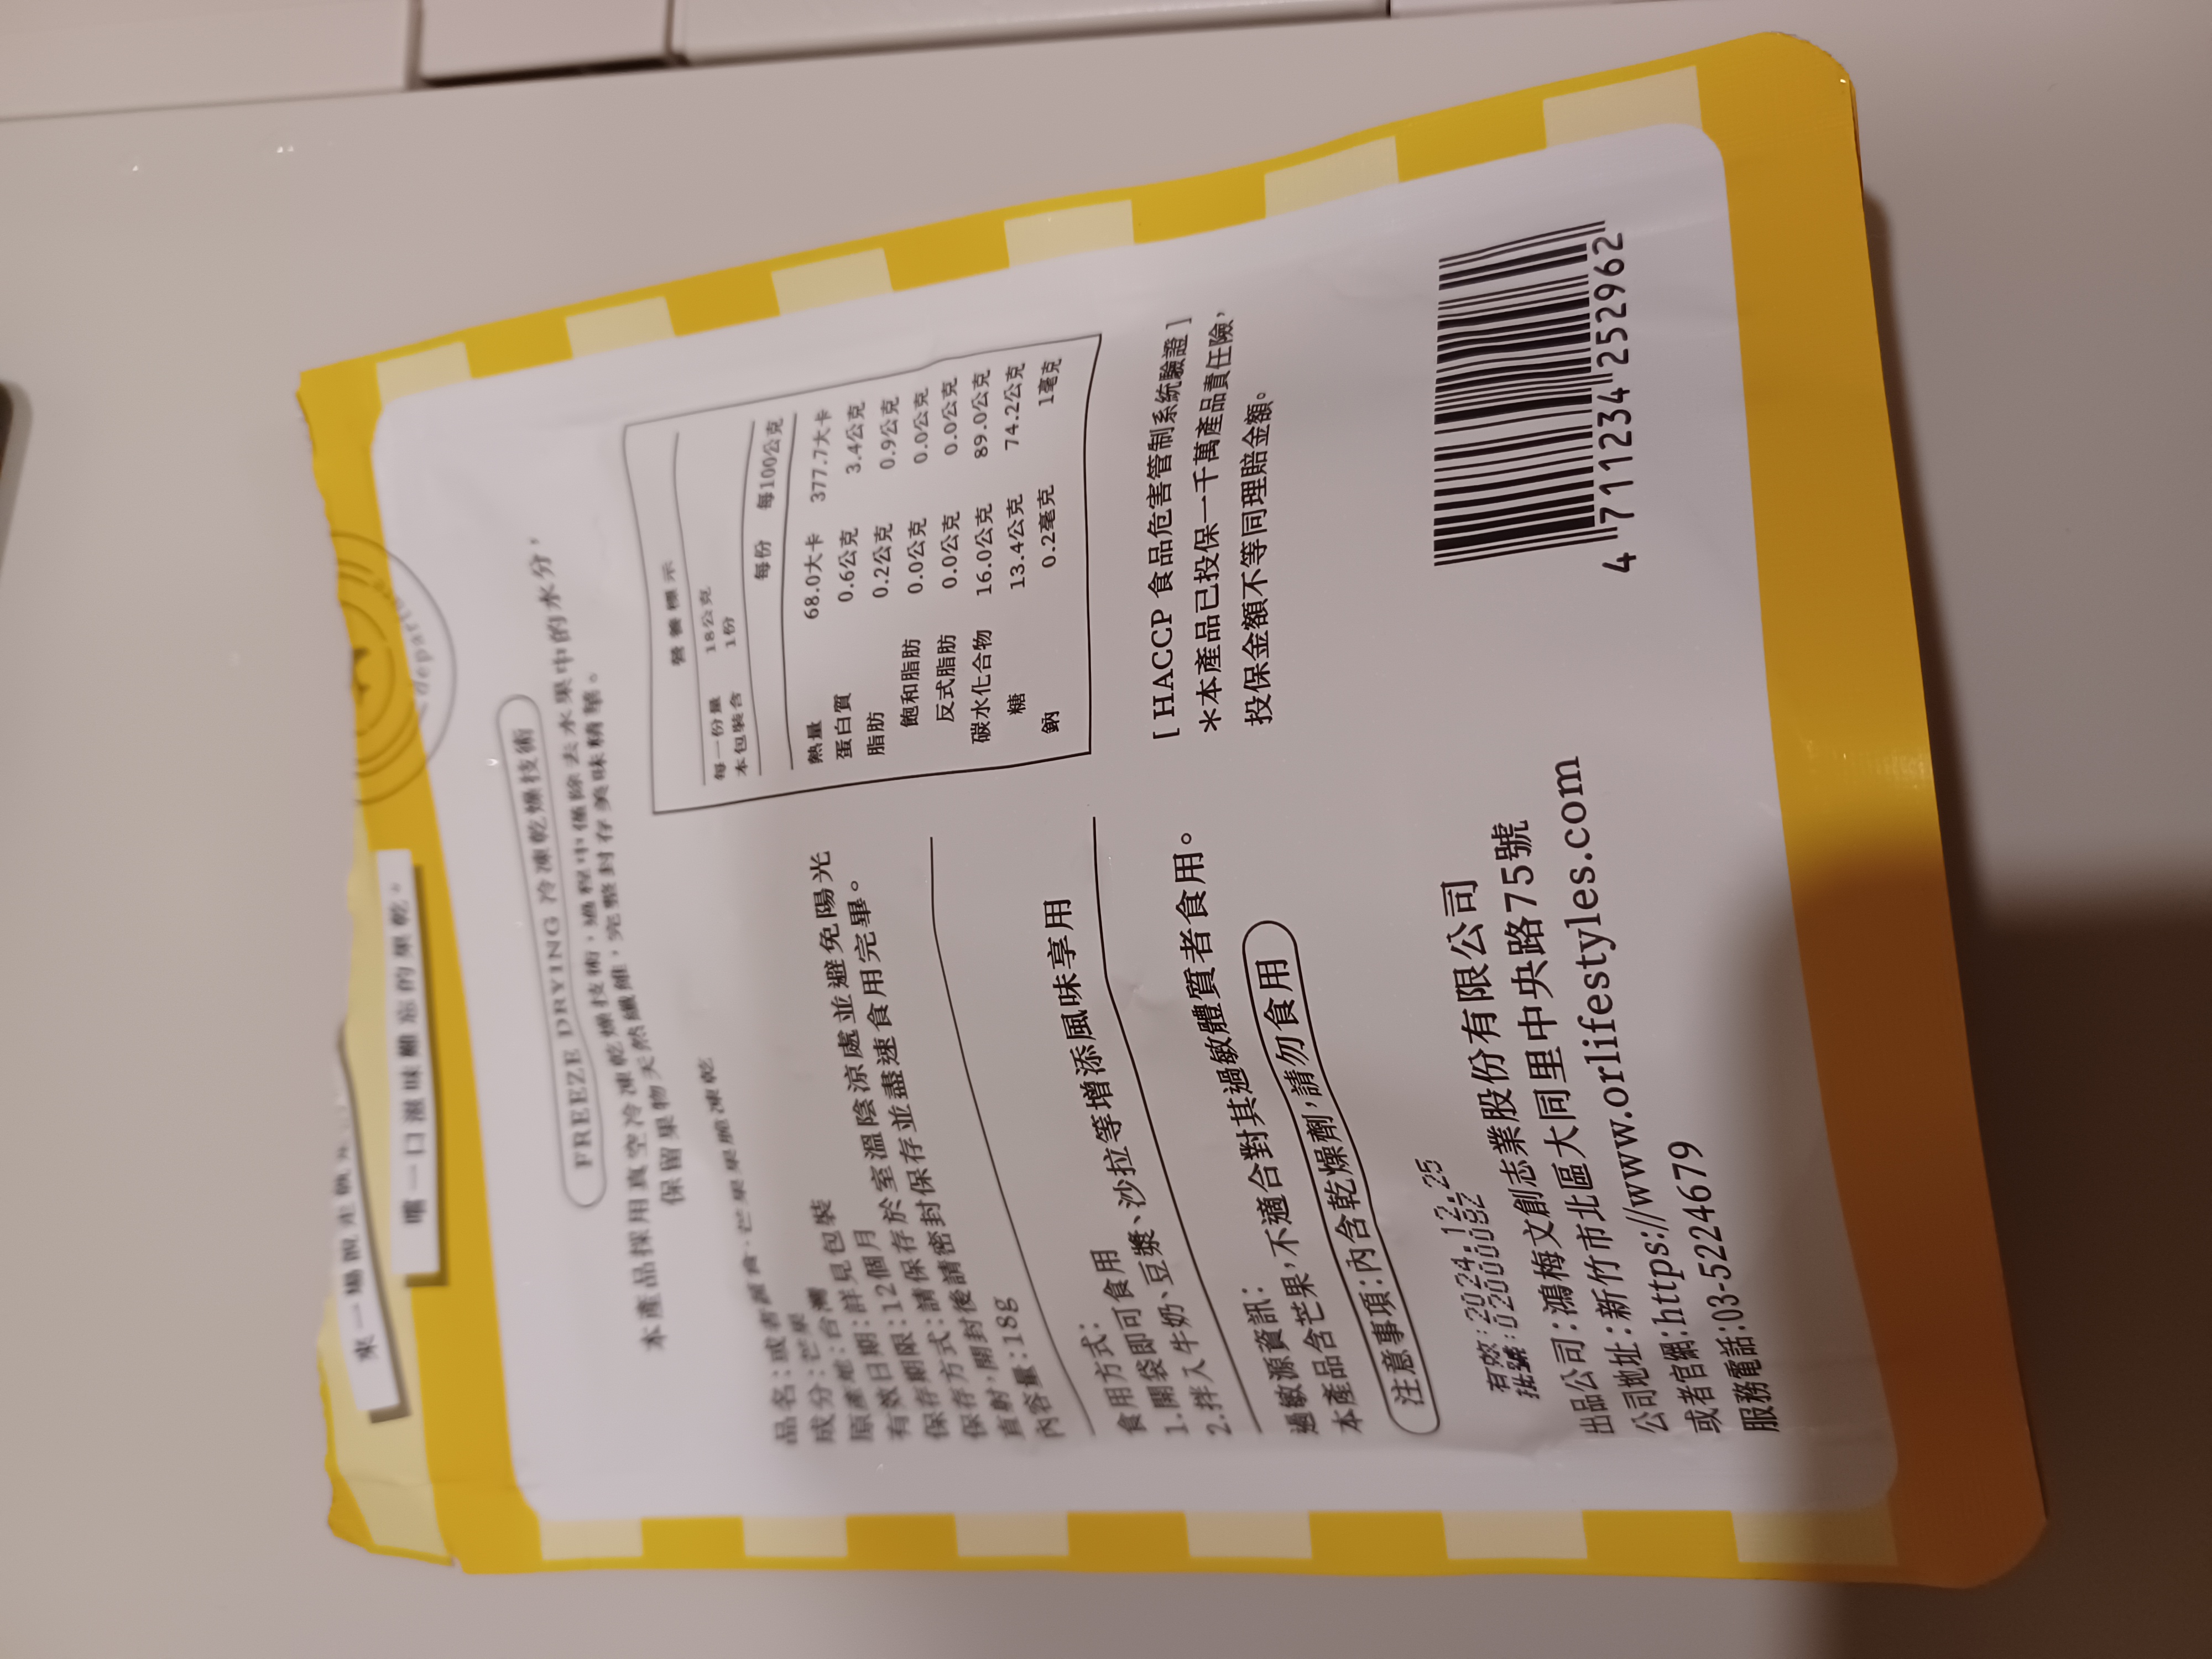 來一場說走
嚐一口滋味難忘的果乾。
depart
FREEZE DRYING 冷凍乾燥技術
本產品採用真空冷凍乾燥技術，過程中僅除去水果中的水分，
保留果物天然纖維，完整封存美味精華。
品名：或者蔬食·芒果果脆凍乾
成分：芒果
原產地：台灣
有效日期：詳見包裝
保存期限：12個月
保存方式：請保存於室溫陰涼處並避免陽光
直射，開封後請密封保存並盡速食用完畢。
內容量：18g
營養標示
每一份量 18公克
本包裝含 1份
每份 每100公克
熱量 68.0大卡 377.7大卡
蛋白質 0.6公克 3.4公克
脂肪 0.2公克 0.9公克
飽和脂肪 0.0公克 0.0公克
反式脂肪 0.0公克 0.0公克
碳水化合物 16.0公克 89.0公克
糖 13.4公克 74.2公克
鈉 0.2毫克 1毫克
食用方式：
1.開袋即可食用
2.拌入牛奶、豆漿、沙拉等增添風味享用
過敏源資訊：
本產品含芒果，不適合對其過敏體質者食用。
注意事項：內含乾燥劑，請勿食用
[ HACCP 食品危害管制系統驗證 ]
＊本產品已投保一千萬產品責任險，
投保金額不等同理賠金額。
有效：2024.12.25
批號：
出品公司：鴻梅文創志業股份有限公司
公司地址：新竹市北區大同里中央路75號
或者官網：https://www.orlifestyles.com
服務電話：03-5224679
4 711234 252962